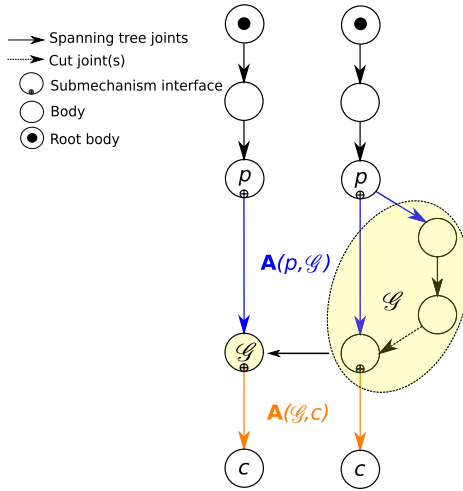 Spanning tree joints
Cut joint(s)
Submechanism interface
Body
Root body
p
p
A(p,𝒢)
𝒢
𝒢
A(𝒢,c)
c
c